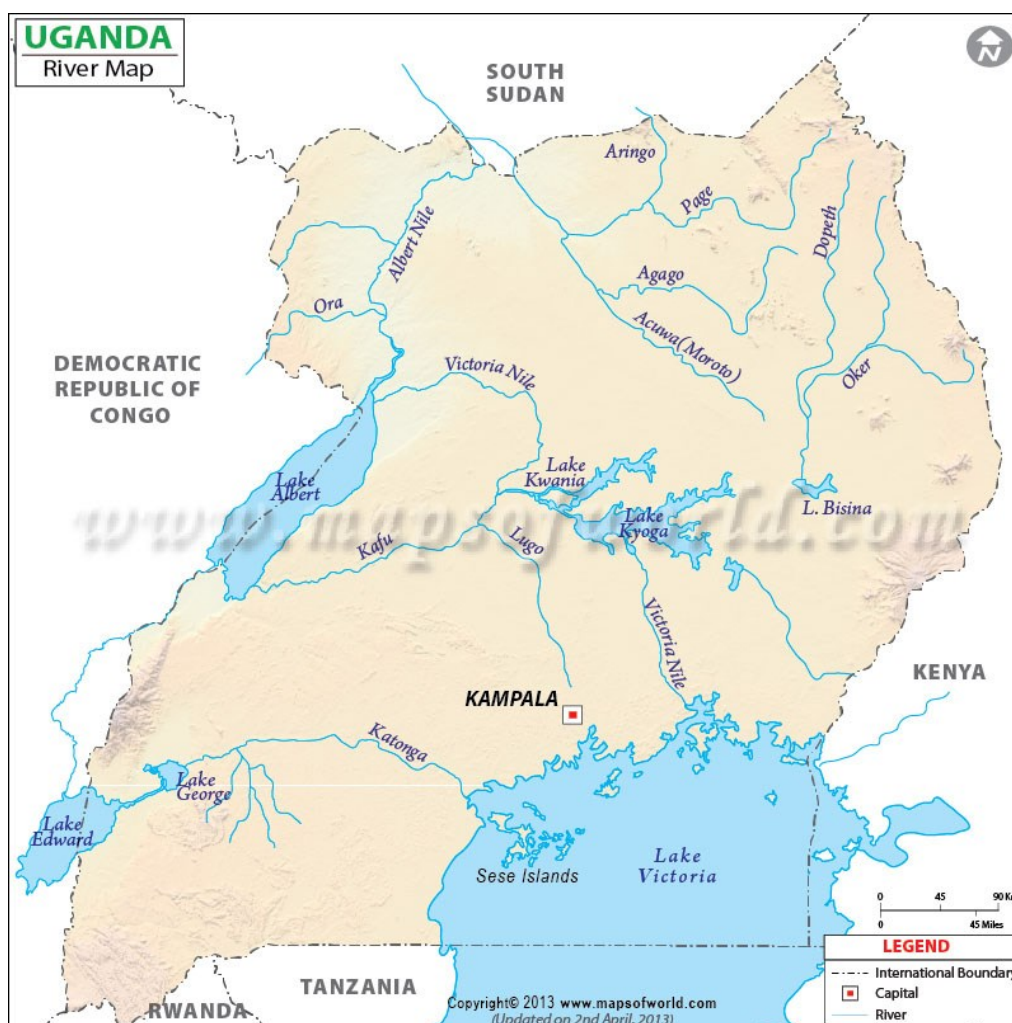 UGANDA
River Map
N
SOUTH
SUDAN
Aringo
Page
Dopeth
Albert Nile
Agago
Ora
Acuwa(Moroto)
DEMOCRATIC
REPUBLIC OF
CONGO
Victoria Nile
Oker
Lake
Albert
Lake
Kwania
L. Bisina
Lake
Kyoga
www.mapsofworld.com
Kafu
Lugo
Victoria Nile
KENYA
KAMPALA
Katonga
Lake
George
Lake
Edward
Lake
Victoria
Sese Islands
0 45 90 K
0 45 Miles
LEGEND
International Boundary
Capital
River
TANZANIA
RWANDA
Copyright© 2013 www.mapsofworld.com
(Updated on 2nd April, 2013)